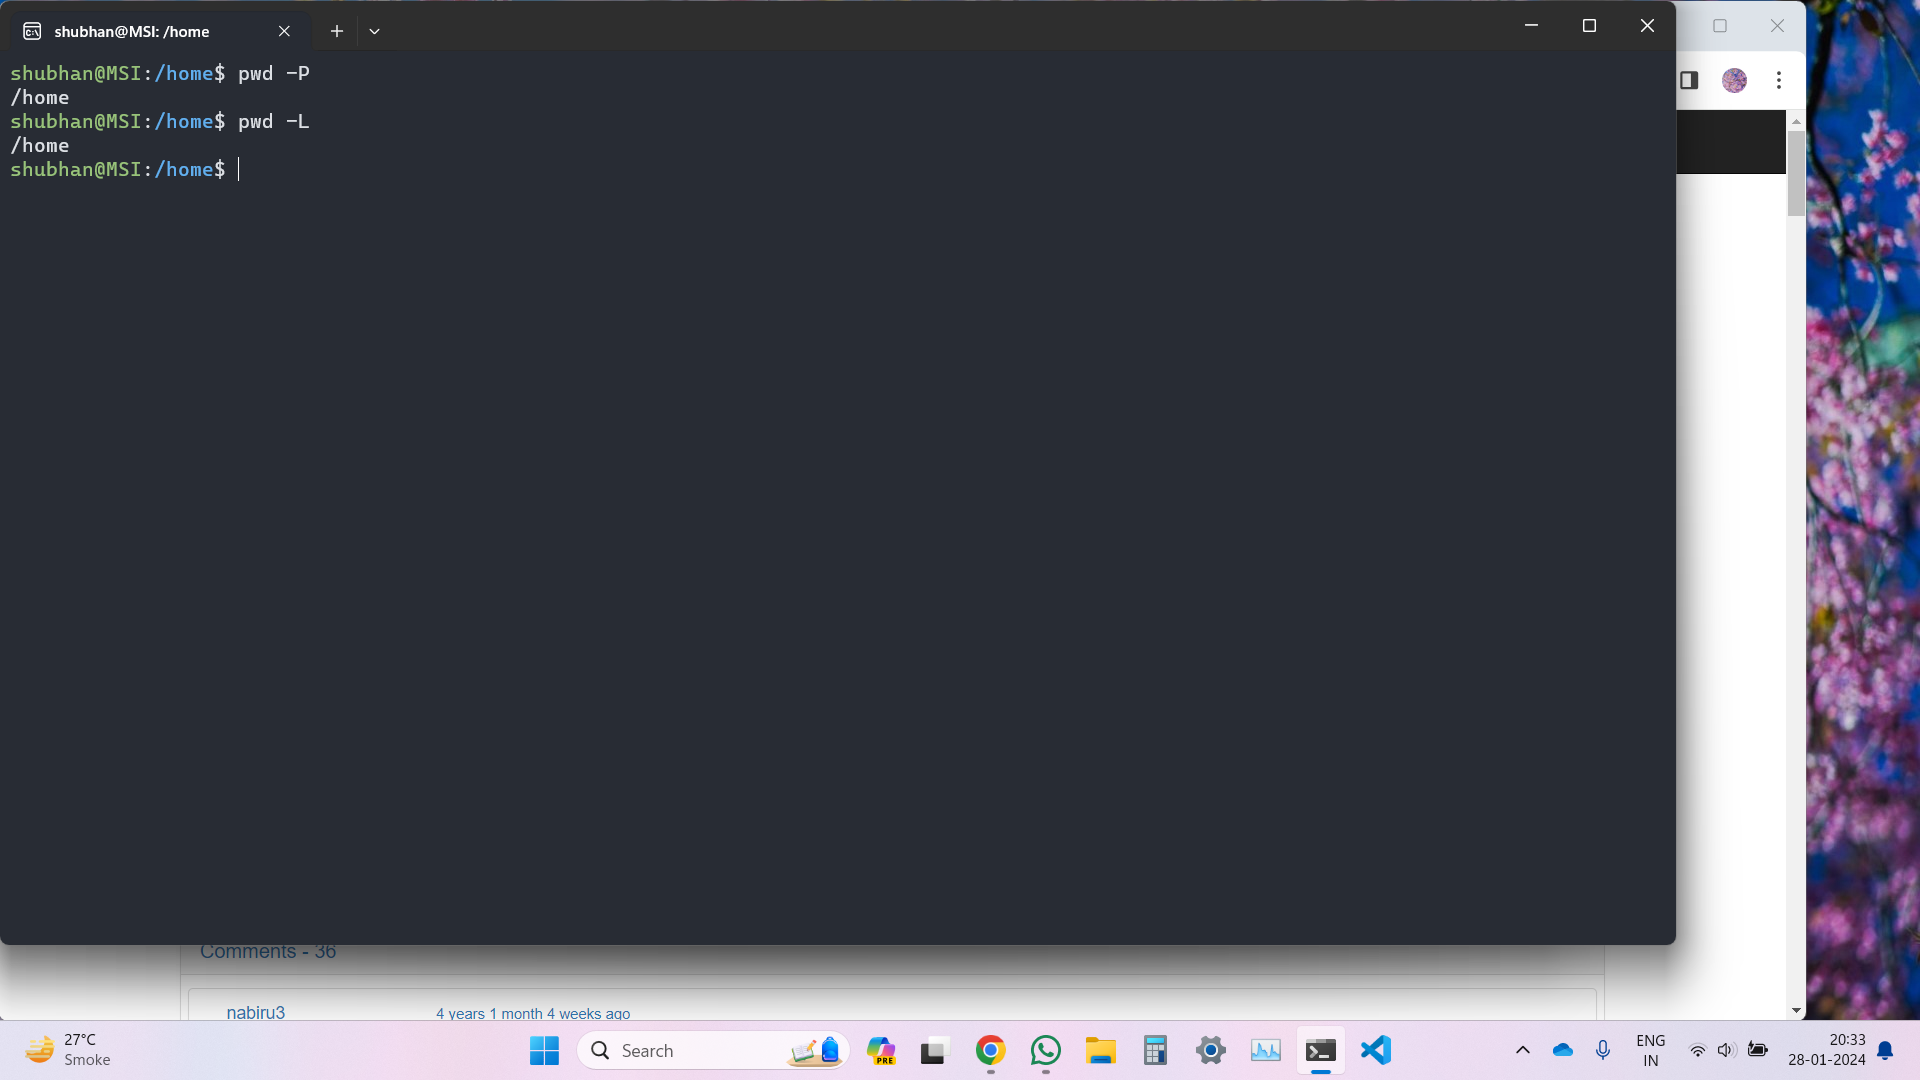 shubhan@MSI: /home
shubhan@MSI:/home$ pwd -P
/home
shubhan@MSI:/home$ pwd -L
/home
shubhan@MSI:/home$
Comments - 36
nabiru3 4 years 1 month 4 weeks ago
27°C
Smoke
Search
PRE
ENG
IN
20:33
28-01-2024